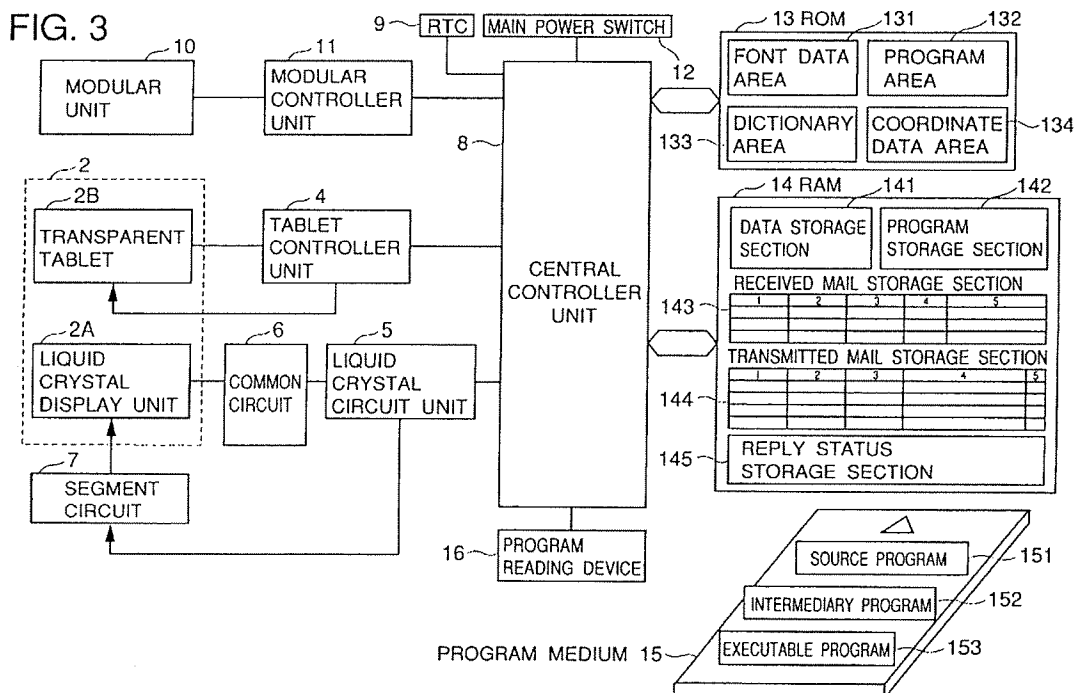 FIG. 3
9
RTC
MAIN POWER SWITCH
12
13 ROM
131
132
FONT DATA
AREA
PROGRAM
AREA
DICTIONARY
AREA
133
COORDINATE
DATA AREA
134
10
MODULAR
UNIT
11
MODULAR
CONTROLLER
UNIT
8
CENTRAL
CONTROLLER
UNIT
2
2B
TRANSPARENT
TABLET
4
TABLET
CONTROLLER
UNIT
2A
LIQUID
CRYSTAL
DISPLAY UNIT
6
COMMON
CIRCUIT
5
LIQUID
CRYSTAL
CIRCUIT UNIT
7
SEGMENT
CIRCUIT
14 RAM
141
142
DATA STORAGE
SECTION
PROGRAM
STORAGE SECTION
RECEIVED MAIL STORAGE SECTION
143
1 2 3 4 5
TRANSMITTED MAIL STORAGE SECTION
144
1 2 3 4 5
145
REPLY STATUS
STORAGE SECTION
16
PROGRAM
READING DEVICE
SOURCE PROGRAM
151
INTERMEDIARY PROGRAM
152
EXECUTABLE PROGRAM
153
PROGRAM MEDIUM 15